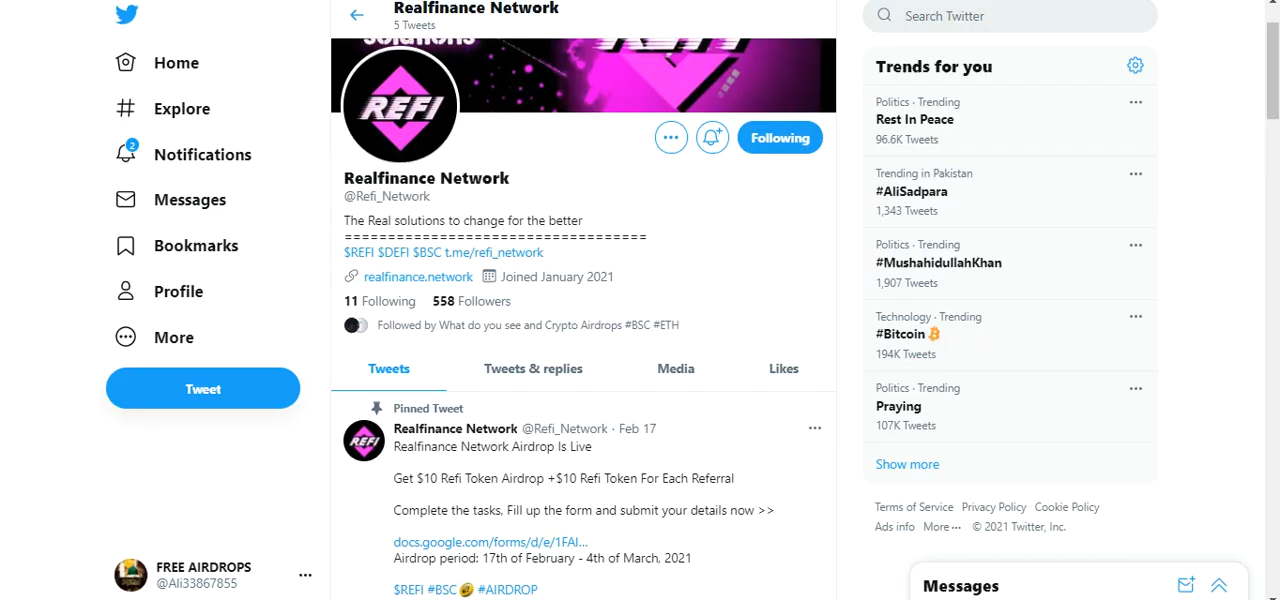 Home
Explore
2
Notifications
Messages
Bookmarks
Profile
More
Tweet
FREE AIRDROPS
@Ali33867855
Realfinance Network
5 Tweets
Solutions
REFI
REFI
Following
Realfinance Network
@Refi_Network
The Real solutions to change for the better
==================================
$REFI $DEFI $BSC t.me/refi_network
realfinance.network Joined January 2021
11 Following 558 Followers
Followed by What do you see and Crypto Airdrops #BSC #ETH
Tweets Tweets & replies Media Likes
Pinned Tweet
REFI
Realfinance Network @Refi_Network · Feb 17
Realfinance Network Airdrop Is Live
Get $10 Refi Token Airdrop +$10 Refi Token For Each Referral
Complete the tasks, Fill up the form and submit your details now >>
docs.google.com/forms/d/e/1FAI...
Airdrop period: 17th of February - 4th of March, 2021
$REFI #BSC #AIRDROP
Search Twitter
Trends for you
Politics · Trending
Rest In Peace
96.6K Tweets
Trending in Pakistan
#AliSadpara
1,343 Tweets
Politics · Trending
#MushahidullahKhan
1,907 Tweets
Technology · Trending
#Bitcoin
194K Tweets
Politics · Trending
Praying
107K Tweets
Show more
Terms of Service Privacy Policy Cookie Policy
Ads info More ··· © 2021 Twitter, Inc.
Messages